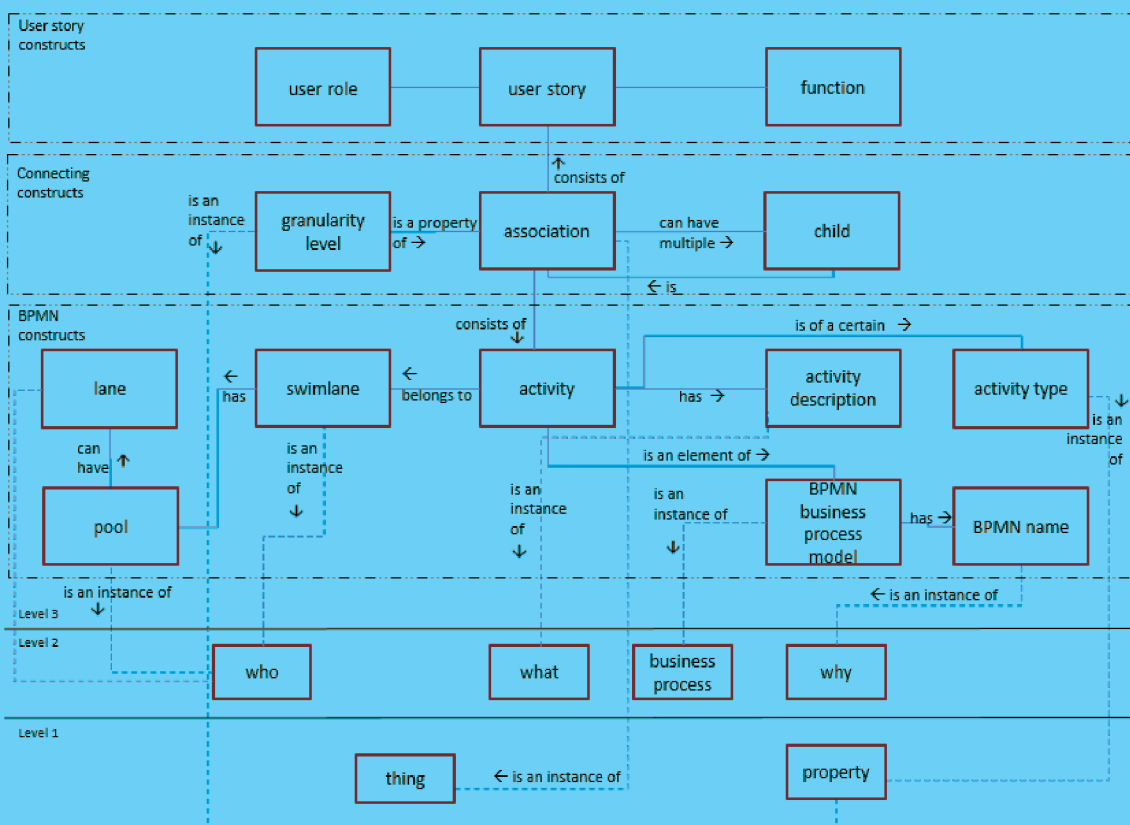 User story
constructs
user role
user story
function
↑
consists of
Connecting
constructs
is an
instance
of ↓
granularity
level
is a property
of →
association
can have
multiple →
child
← is
BPMN
constructs
consists of
↓
is of a certain →
lane
←
has
swimlane
←
belongs to
activity
has →
activity
description
activity type
↓
is an
instance
of
can
have ↑
is an
instance
of
↓
is an element of →
pool
is an
instance
of
↓
is an
instance of
↓
BPMN
business
process
model
has →
BPMN name
is an instance of
↓
← is an instance of
Level 3
Level 2
who
what
business
process
why
Level 1
thing
← is an instance of
property